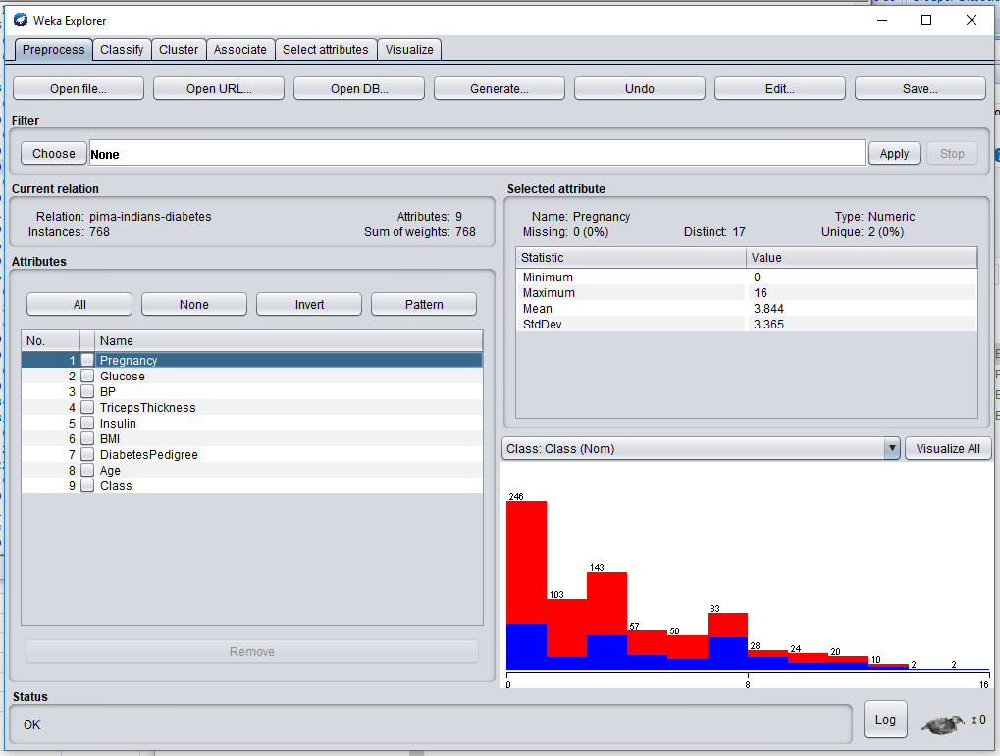 Weka Explorer
Preprocess Classify Cluster Associate Select attributes Visualize
Open file... Open URL... Open DB... Generate... Undo Edit... Save...
Filter
Choose None Apply Stop
Current relation
Relation: pima-indians-diabetes Attributes: 9
Instances: 768 Sum of weights: 768
Attributes
All None Invert Pattern
No. Name
1 Pregnancy
2 Glucose
3 BP
4 TricepsThickness
5 Insulin
6 BMI
7 DiabetesPedigree
8 Age
9 Class
Remove
Selected attribute
Name: Pregnancy Type: Numeric
Missing: 0 (0%) Distinct: 17 Unique: 2 (0%)
Statistic Value
Minimum 0
Maximum 16
Mean 3.844
StdDev 3.365
Class: Class (Nom) Visualize All
246
103
143
57
50
83
28
24
20
10
2
2
0 8 16
Status
OK
Log x 0